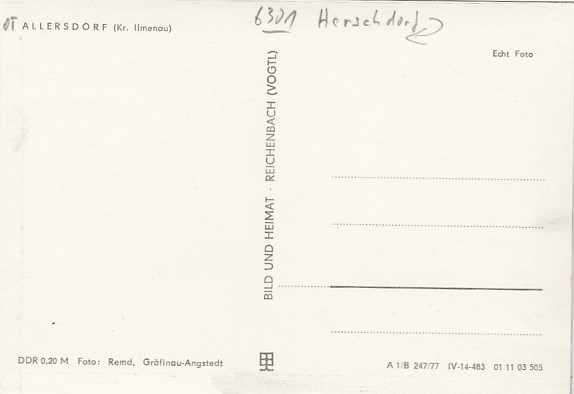 6301 Herschdorf
OT ALLERSDORF (Kr. Ilmenau)
Echt Foto
BILD UND HEIMAT · REICHENBACH (VOGTL)
DDR 0,20 M Foto: Remd, Gräfinau-Angstedt
A 1/B 247/77 IV-14-483 01 11 03 505